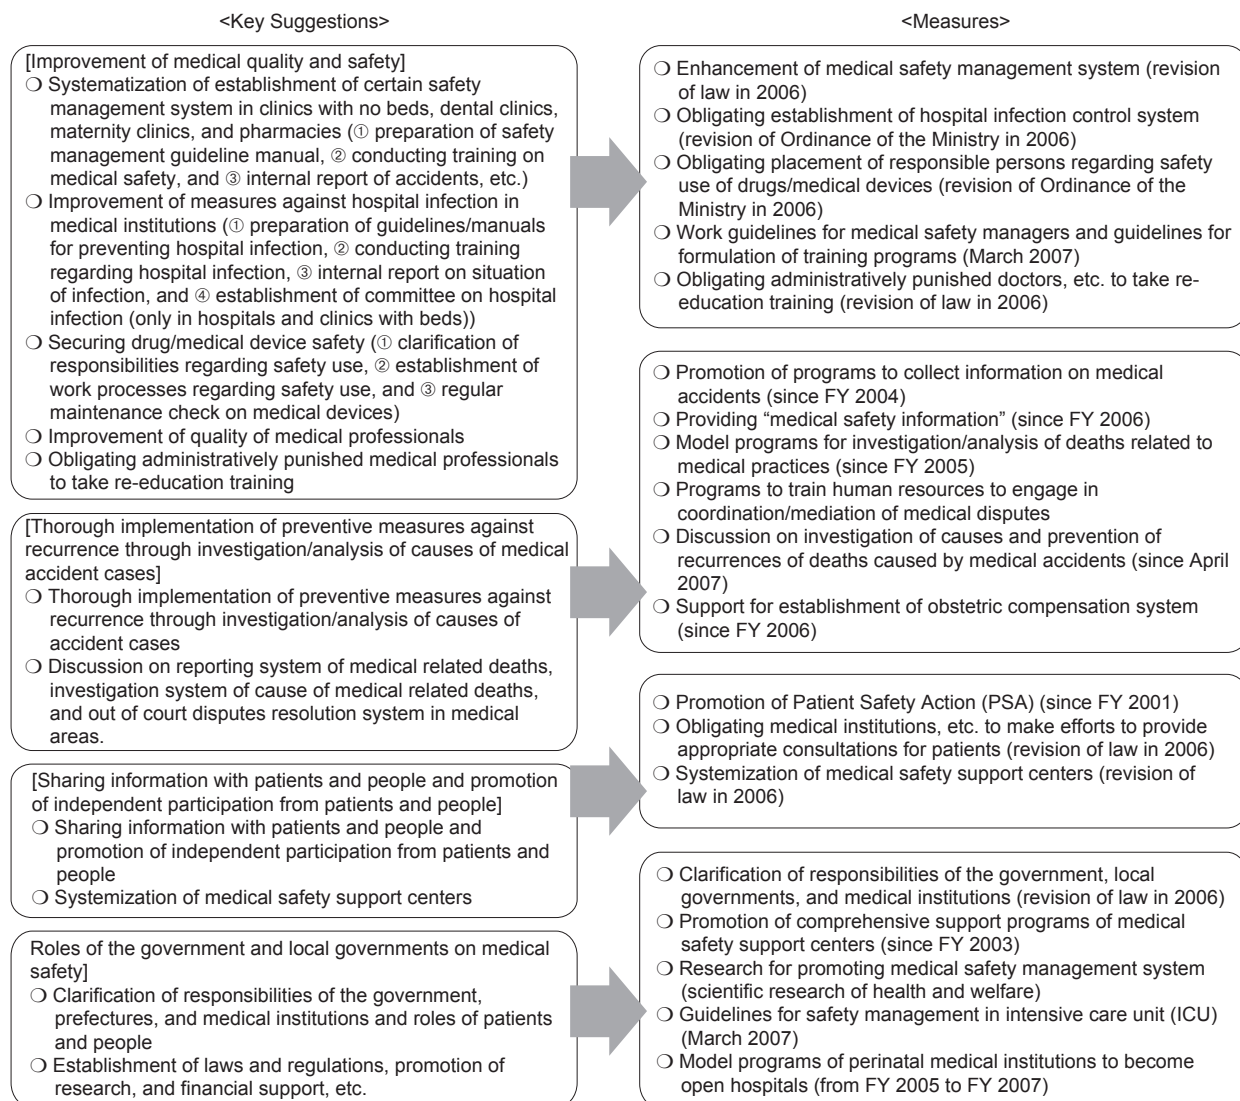 <Key Suggestions>
[Improvement of medical quality and safety]
❍ Systematization of establishment of certain safety
management system in clinics with no beds, dental clinics,
maternity clinics, and pharmacies (① preparation of safety
management guideline manual, ② conducting training on
medical safety, and ③ internal report of accidents, etc.)
❍ Improvement of measures against hospital infection in
medical institutions (① preparation of guidelines/manuals
for preventing hospital infection, ② conducting training
regarding hospital infection, ③ internal report on situation
of infection, and ④ establishment of committee on hospital
infection (only in hospitals and clinics with beds))
❍ Securing drug/medical device safety (① clarification of
responsibilities regarding safety use, ② establishment of
work processes regarding safety use, and ③ regular
maintenance check on medical devices)
❍ Improvement of quality of medical professionals
❍ Obligating administratively punished medical professionals
to take re-education training
[Thorough implementation of preventive measures against
recurrence through investigation/analysis of causes of medical
accident cases]
❍ Thorough implementation of preventive measures against
recurrence through investigation/analysis of causes of
accident cases
❍ Discussion on reporting system of medical related deaths,
investigation system of cause of medical related deaths,
and out of court disputes resolution system in medical
areas.
[Sharing information with patients and people and promotion
of independent participation from patients and people]
❍ Sharing information with patients and people and
promotion of independent participation from patients and
people
❍ Systemization of medical safety support centers
Roles of the government and local governments on medical
safety]
❍ Clarification of responsibilities of the government,
prefectures, and medical institutions and roles of patients
and people
❍ Establishment of laws and regulations, promotion of
research, and financial support, etc.
<Measures>
❍ Enhancement of medical safety management system (revision
of law in 2006)
❍ Obligating establishment of hospital infection control system
(revision of Ordinance of the Ministry in 2006)
❍ Obligating placement of responsible persons regarding safety
use of drugs/medical devices (revision of Ordinance of the
Ministry in 2006)
❍ Work guidelines for medical safety managers and guidelines for
formulation of training programs (March 2007)
❍ Obligating administratively punished doctors, etc. to take re-
education training (revision of law in 2006)
❍ Promotion of programs to collect information on medical
accidents (since FY 2004)
❍ Providing “medical safety information” (since FY 2006)
❍ Model programs for investigation/analysis of deaths related to
medical practices (since FY 2005)
❍ Programs to train human resources to engage in
coordination/mediation of medical disputes
❍ Discussion on investigation of causes and prevention of
recurrences of deaths caused by medical accidents (since April
2007)
❍ Support for establishment of obstetric compensation system
(since FY 2006)
❍ Promotion of Patient Safety Action (PSA) (since FY 2001)
❍ Obligating medical institutions, etc. to make efforts to provide
appropriate consultations for patients (revision of law in 2006)
❍ Systemization of medical safety support centers (revision of
law in 2006)
❍ Clarification of responsibilities of the government, local
governments, and medical institutions (revision of law in 2006)
❍ Promotion of comprehensive support programs of medical
safety support centers (since FY 2003)
❍ Research for promoting medical safety management system
(scientific research of health and welfare)
❍ Guidelines for safety management in intensive care unit (ICU)
(March 2007)
❍ Model programs of perinatal medical institutions to become
open hospitals (from FY 2005 to FY 2007)